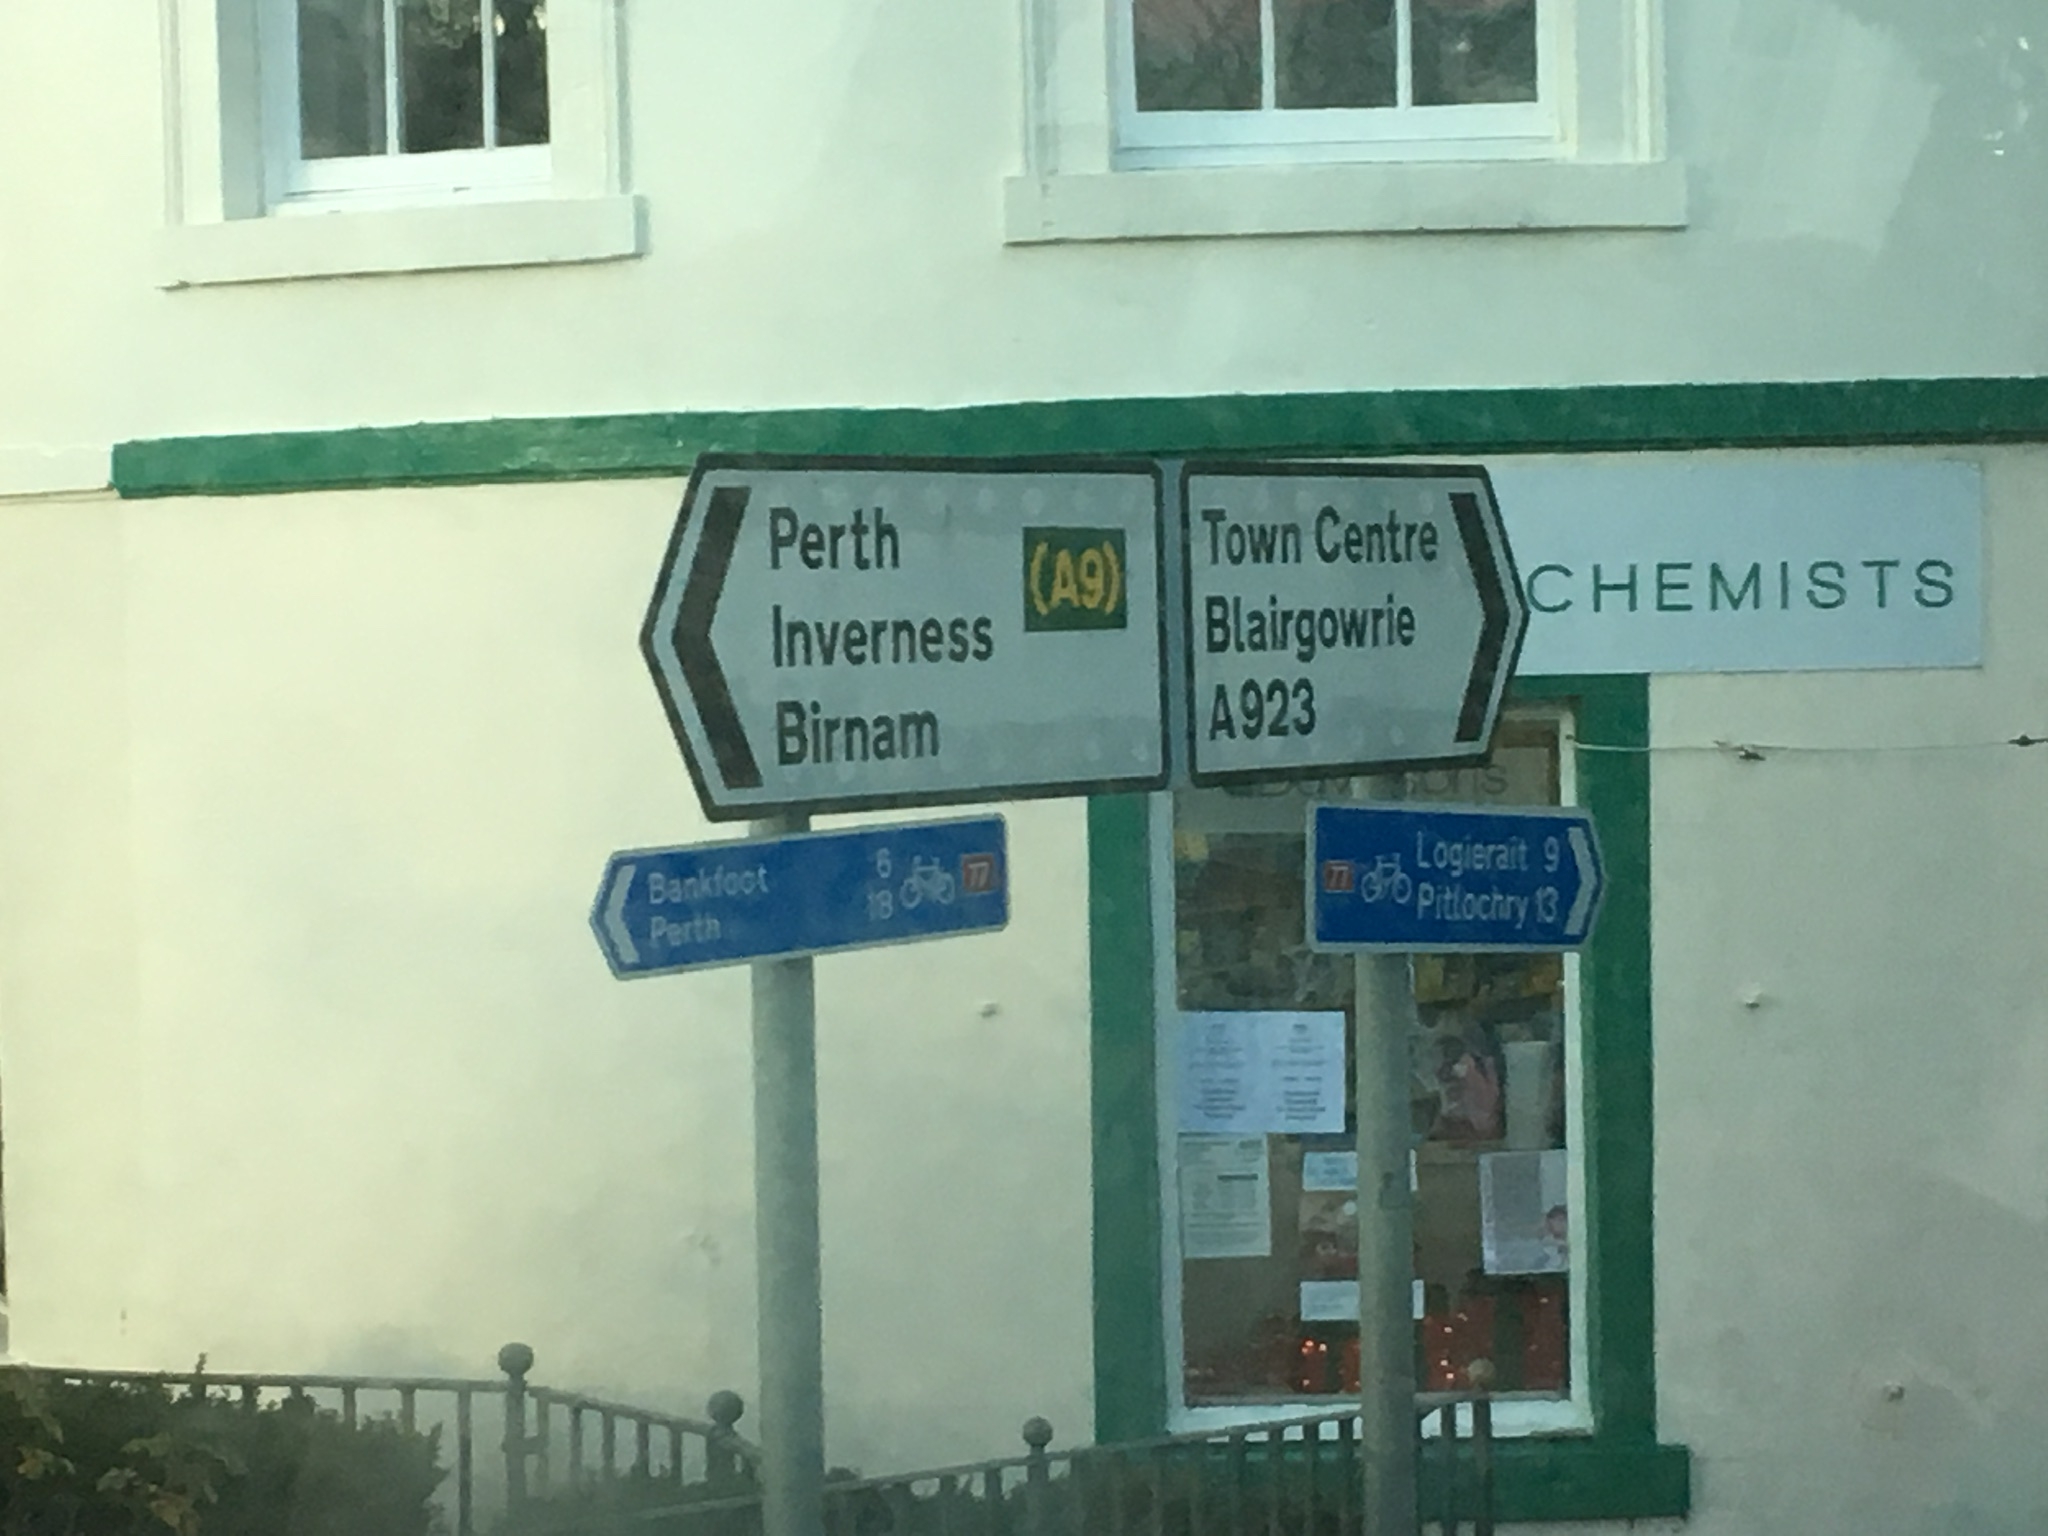 Perth
Inverness
Birnam
(A9)
Town Centre
Blairgowrie
A923
CHEMISTS
Bankfoot 6
Perth 18
77
77
Logierait 9
Pitlochry 13